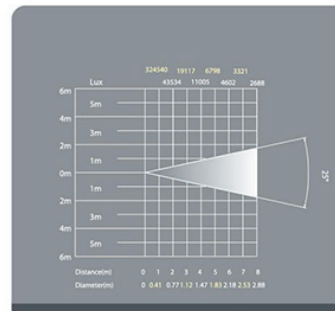 324540 19117 6798 3321
Lux 43534 11005 4602 2688
6m
5m
4m
3m
2m
1m
0m
1m
2m
3m
4m
5m
6m
25°
Distance(m) 0 1 2 3 4 5 6 7 8
Diameter(m) 0 0.41 0.77 1.12 1.47 1.83 2.18 2.53 2.88